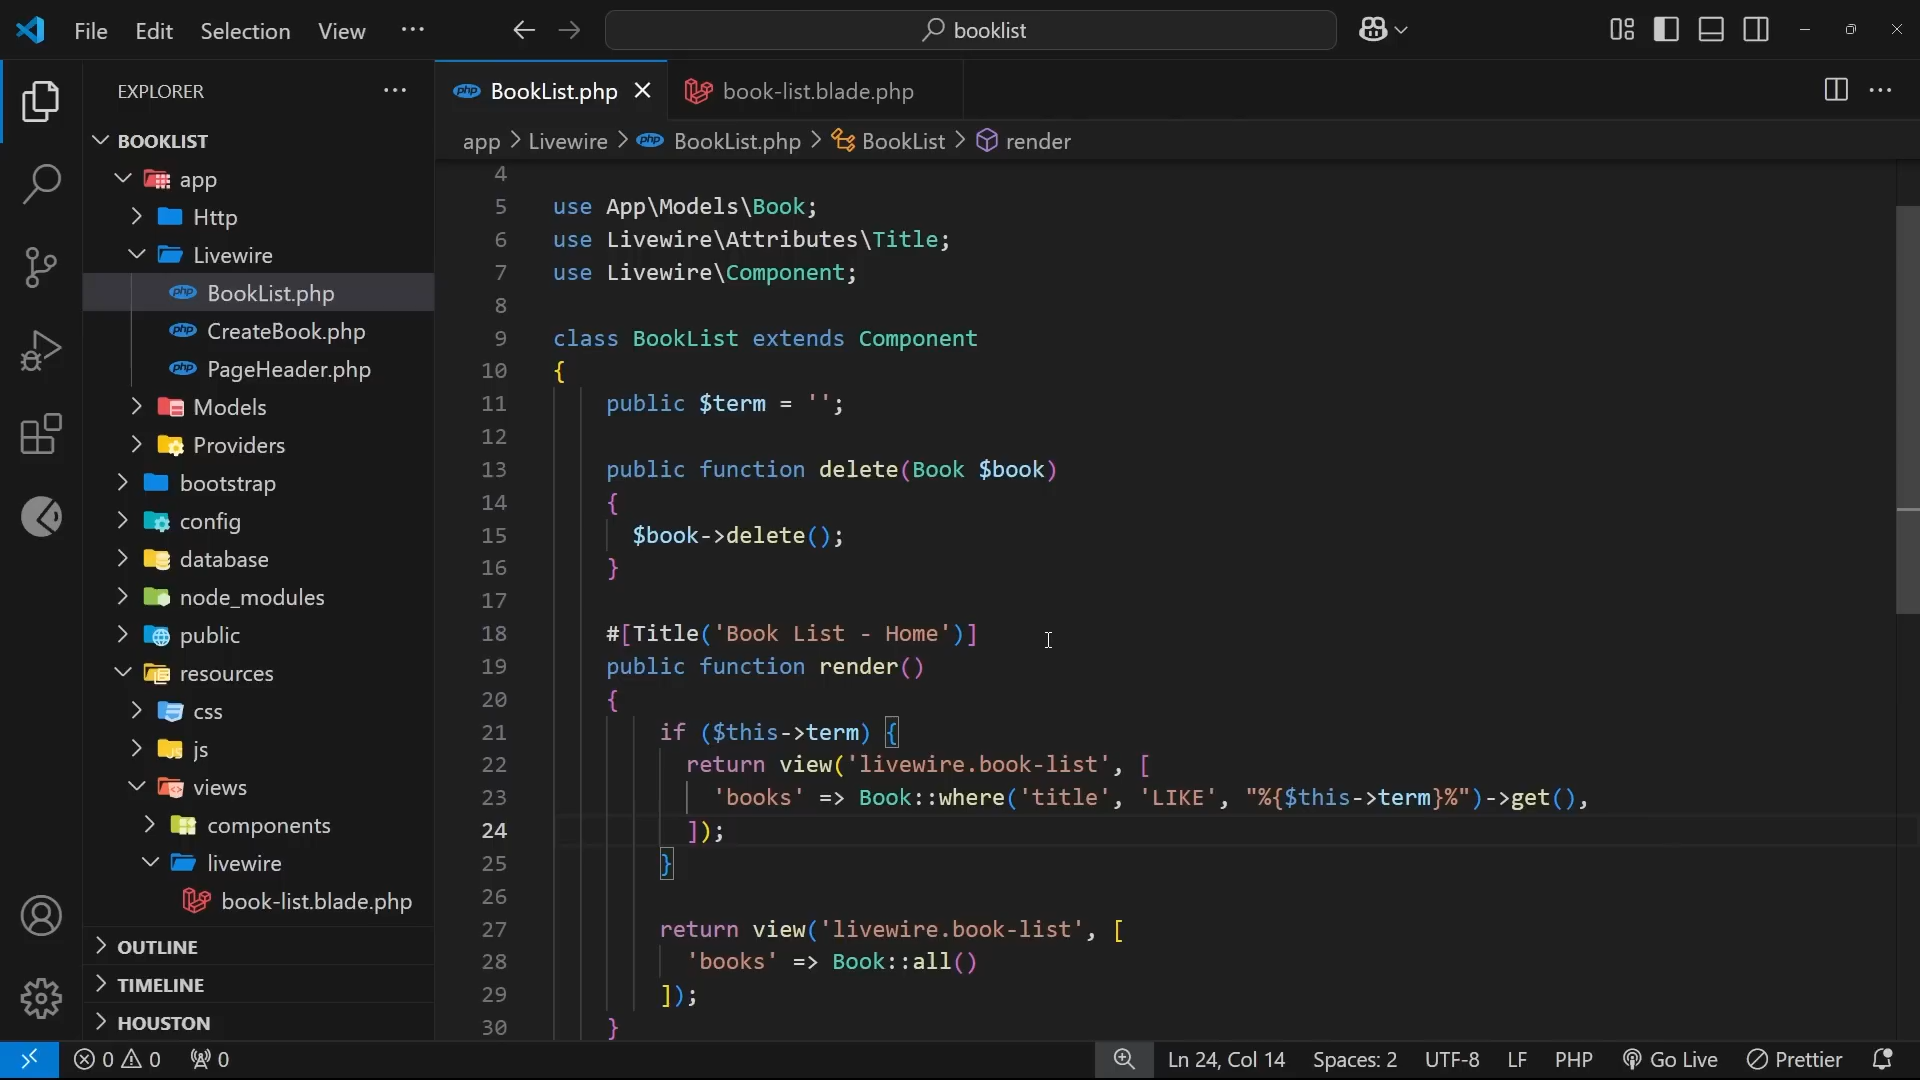 File Edit Selection View ··· booklist
EXPLORER ···
BOOKLIST
app
Http
Livewire
BookList.php
CreateBook.php
PageHeader.php
Models
Providers
bootstrap
config
database
node_modules
public
resources
css
js
views
components
livewire
book-list.blade.php
OUTLINE
TIMELINE
HOUSTON
BookList.php book-list.blade.php
app > Livewire > BookList.php > BookList > render
4
5 use App\Models\Book;
6 use Livewire\Attributes\Title;
7 use Livewire\Component;
8
9 class BookList extends Component
10 {
11 public $term = '';
12
13 public function delete(Book $book)
14 {
15 $book->delete();
16 }
17
18 #[Title('Book List - Home')]
19 public function render()
20 {
21 if ($this->term) {
22 return view('livewire.book-list', [
23 'books' => Book::where('title', 'LIKE', "%{$this->term}%")->get(),
24 ]);
25 }
26
27 return view('livewire.book-list', [
28 'books' => Book::all()
29 ]);
30 }
0 0 0 Ln 24, Col 14 Spaces: 2 UTF-8 LF PHP Go Live Prettier